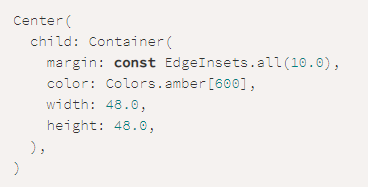 Center(
  child: Container(
    margin: const EdgeInsets.all(10.0),
    color: Colors.amber[600],
    width: 48.0,
    height: 48.0,
  ),
)